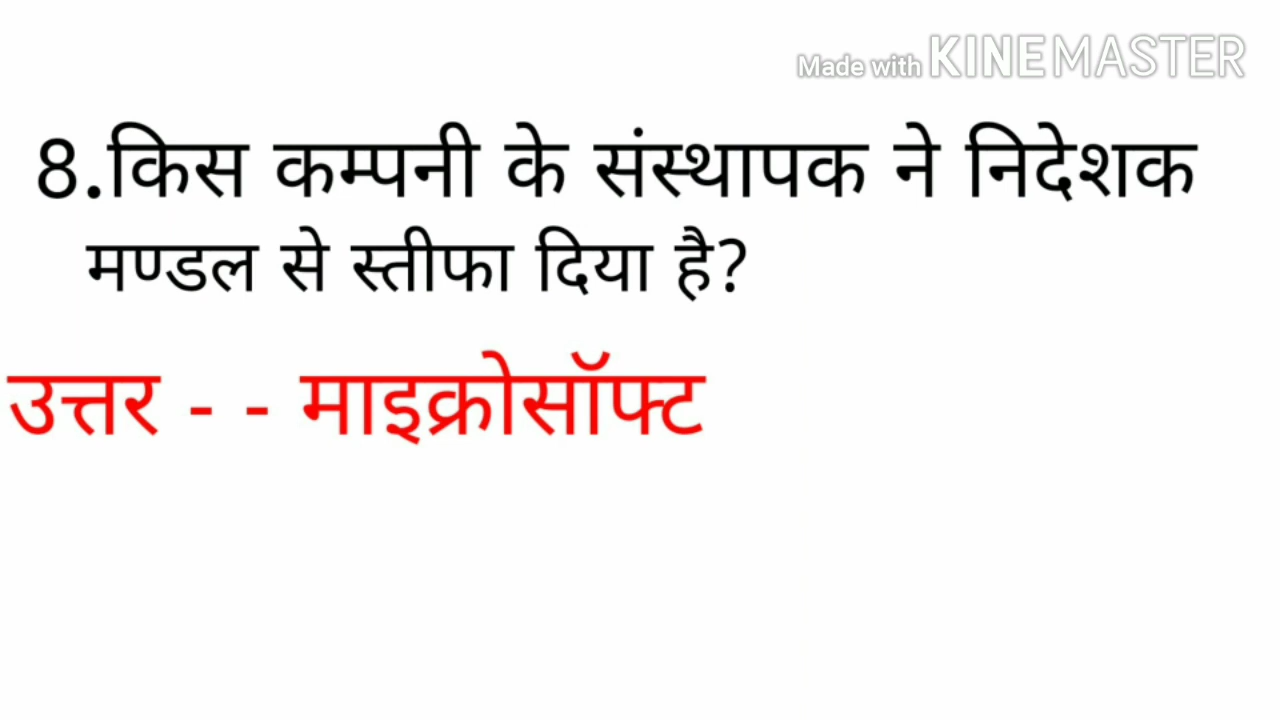 Made with KINEMASTER
8.किस कम्पनी के संस्थापक ने निदेशक
मण्डल से स्तीफा दिया है?
उत्तर - - माइक्रोसॉफ्ट